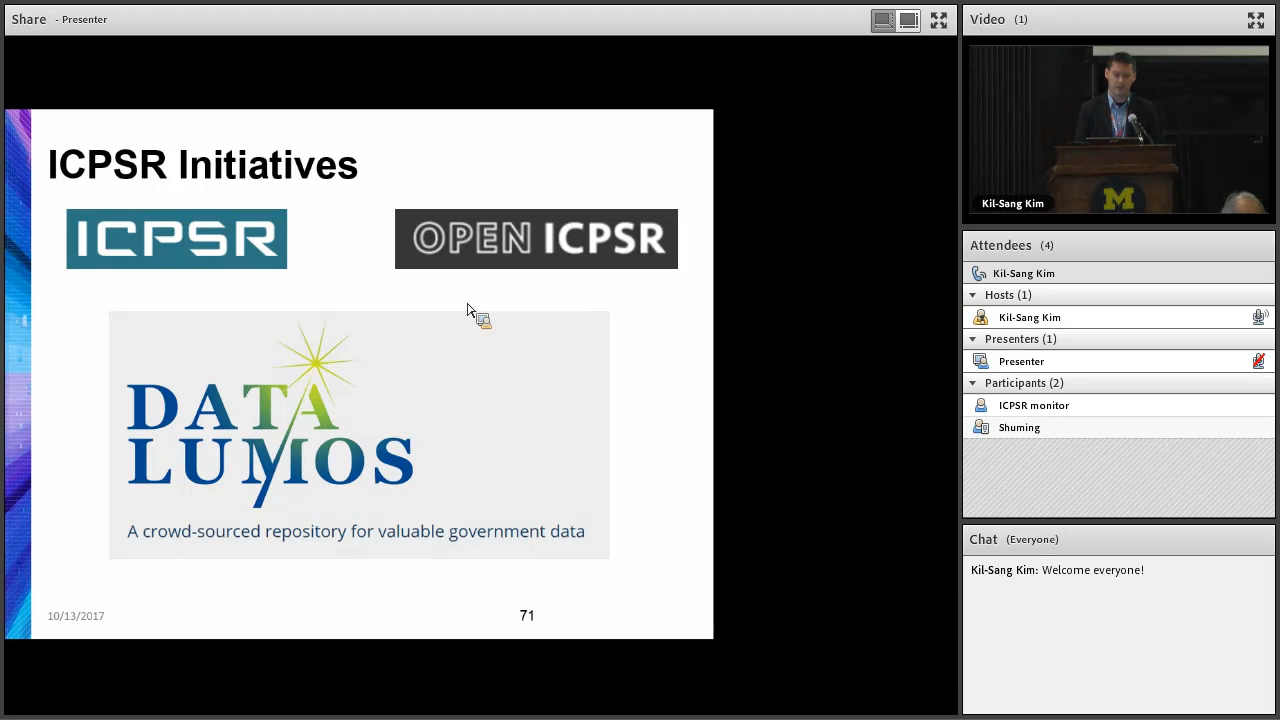 Share - Presenter
ICPSR Initiatives
ICPSR
OPEN ICPSR
DATA
LUMOS
A crowd-sourced repository for valuable government data
10/13/2017
71
Video (1)
M
Kil-Sang Kim
Attendees (4)
Kil-Sang Kim
Hosts (1)
Kil-Sang Kim
Presenters (1)
Presenter
Participants (2)
ICPSR monitor
Shuming
Chat (Everyone)
Kil-Sang Kim: Welcome everyone!